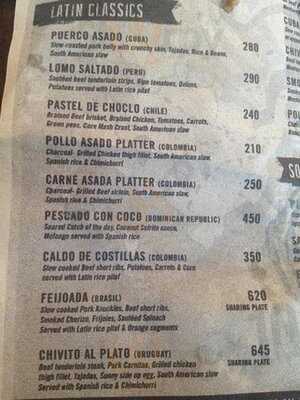 LATIN CLASSICS
PUERCO ASADO (CUBA) 280
Slow-roasted pork belly with crunchy skin, Tajadas, Rice & Beans,
South American slaw
LOMO SALTADO (PERU) 290
Sautéed beef tenderloin strips, Ripe tomatoes, Onions,
Potatoes served with Latin rice pilaf
PASTEL DE CHOCLO (CHILE) 240
Braised Beef brisket, Braised Chicken, Tomatoes, Carrots,
Green peas, Corn Mash Crust, South American slaw
POLLO ASADO PLATTER (COLOMBIA) 210
Charcoal- Grilled Chicken thigh fillet, South American slaw,
Spanish rice & Chimichurri
CARNE ASADA PLATTER (COLOMBIA) 250
Charcoal- Grilled Beef sirloin, South American slaw,
Spanish rice & Chimichurri
PESCADO CON COCO (DOMINICAN REPUBLIC) 450
Seared Catch of the day, Coconut Sofrito sauce,
Mofongo served with Spanish rice
CALDO DE COSTILLAS (COLOMBIA) 350
Slow cooked Beef short ribs, Potatoes, Carrots & Corn
served with Latin rice pilaf
FEIJOADA (BRASIL) 620
Slow cooked Pork Knuckles, Beef short ribs, SHARING PLATE
Smoked Chorizo, Frijoles, Sautéed Spinach
Served with Latin rice pilaf & Orange segments
CHIVITO AL PLATO (URUGUAY) 645
Beef tenderloin steak, Pork Carnitas, Grilled chicken SHARING PLATE
thigh fillet, Tajadas, Sunny side up egg, South American slaw
Served with Spanish rice & Chimichurri